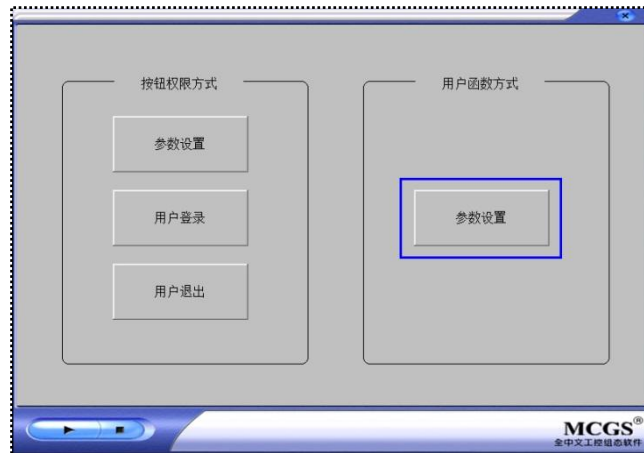 按钮权限方式
参数设置
用户登录
用户退出
用户函数方式
参数设置
MCGS®
全中文工控组态软件